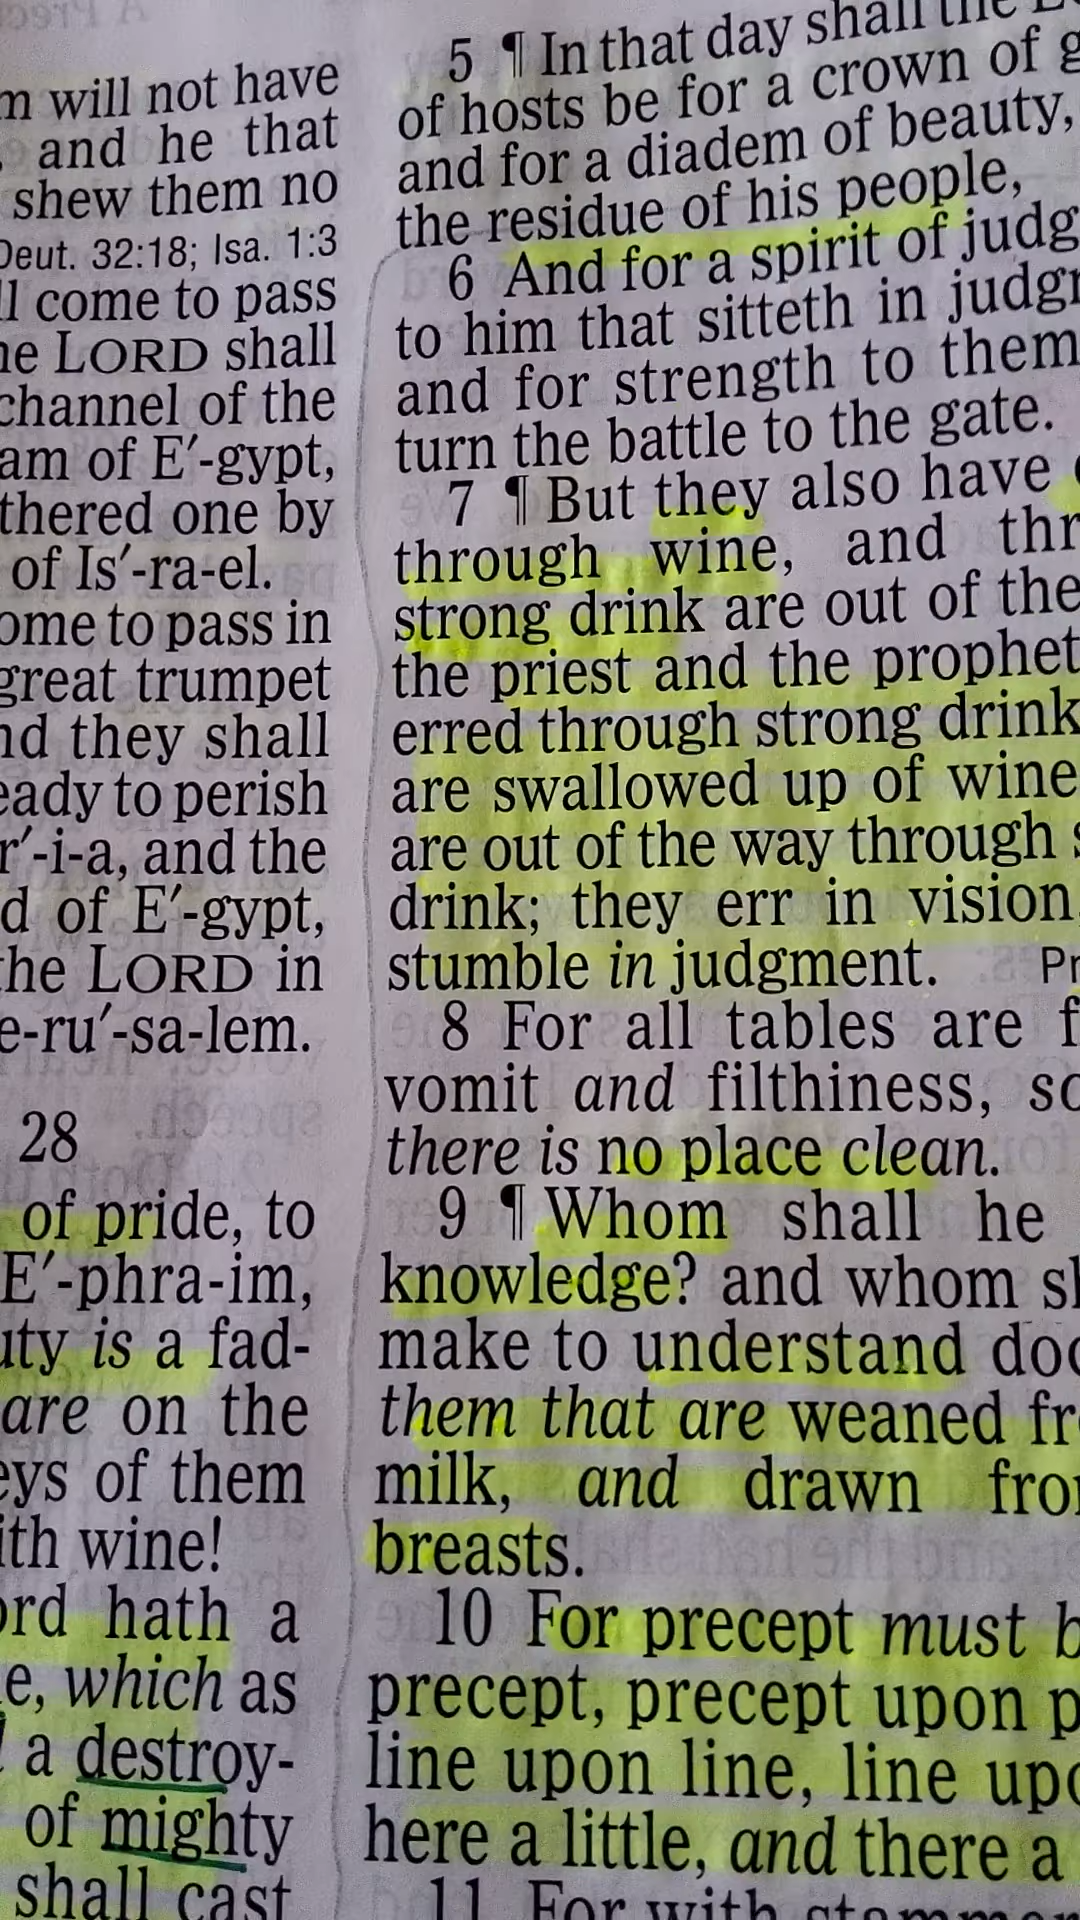 m will not have
and he that
shew them no
Deut. 32:18; Isa. 1:3
ll come to pass
he LORD shall
channel of the
am of E′-gypt,
thered one by
of Is′-ra-el.
ome to pass in
great trumpet
nd they shall
eady to perish
r′-i-a, and the
d of E′-gypt,
the LORD in
e-ru′-sa-lem.
28
of pride, to
E′-phra-im,
uty is a fad-
are on the
eys of them
ith wine!
ord hath a
e, which as
a destroy-
of mighty
shall cast
5 ¶ In that day shall the
of hosts be for a crown of g
and for a diadem of beauty,
the residue of his people,
6 And for a spirit of judg
to him that sitteth in judgm
and for strength to them
turn the battle to the gate.
7 ¶ But they also have
through wine, and thr
strong drink are out of the
the priest and the prophet
erred through strong drink
are swallowed up of wine
are out of the way through s
drink; they err in vision,
stumble in judgment. Pr
8 For all tables are f
vomit and filthiness, so
there is no place clean.
9 ¶ Whom shall he
knowledge? and whom sh
make to understand doc
them that are weaned fr
milk, and drawn from
breasts.
10 For precept must b
precept, precept upon p
line upon line, line upo
here a little, and there a
11 For with stamm